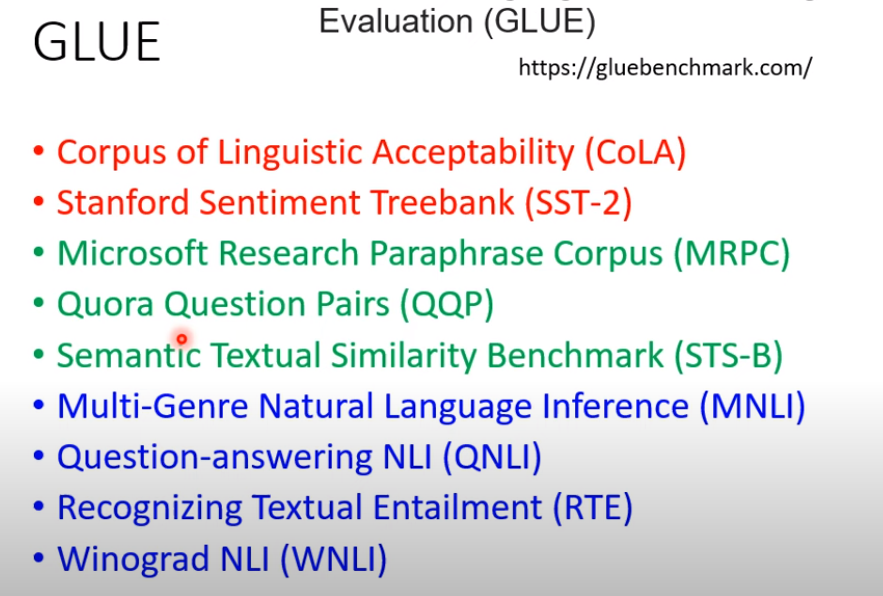 GLUE
Evaluation (GLUE)
https://gluebenchmark.com/
• Corpus of Linguistic Acceptability (CoLA)
• Stanford Sentiment Treebank (SST-2)
• Microsoft Research Paraphrase Corpus (MRPC)
• Quora Question Pairs (QQP)
• Semantic Textual Similarity Benchmark (STS-B)
• Multi-Genre Natural Language Inference (MNLI)
• Question-answering NLI (QNLI)
• Recognizing Textual Entailment (RTE)
• Winograd NLI (WNLI)